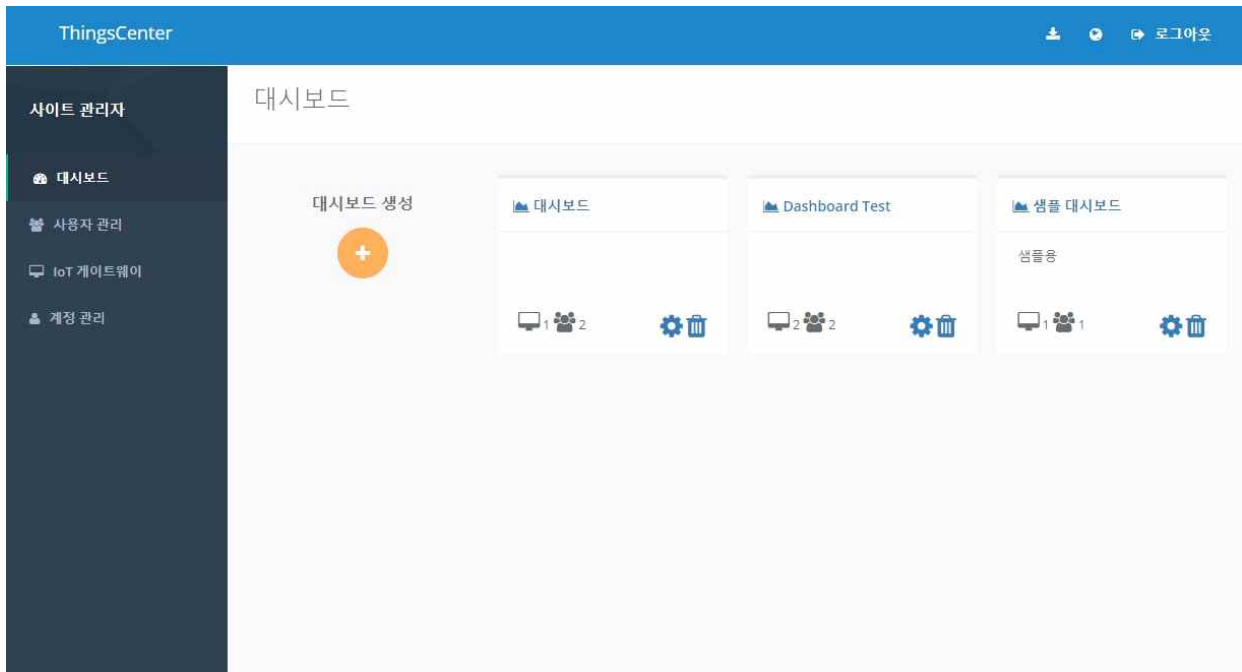 ThingsCenter
로그아웃
사이트 관리자
대시보드
사용자 관리
IoT 게이트웨이
계정 관리
대시보드
대시보드 생성
대시보드
1 2
Dashboard Test
2 2
샘플 대시보드
샘플용
1 1